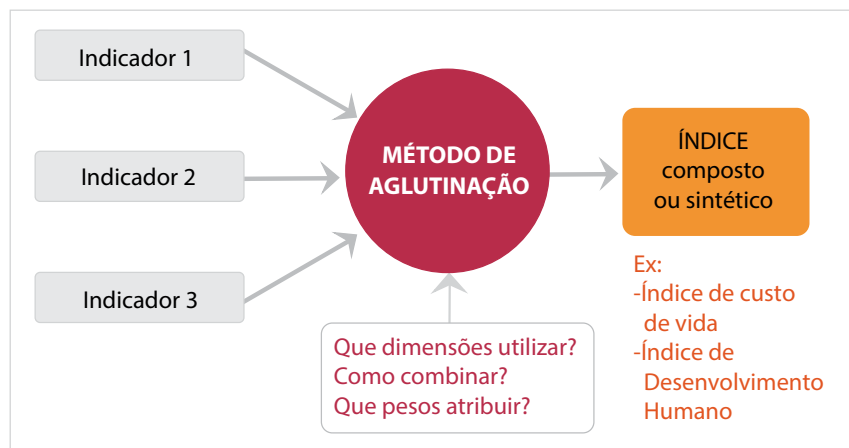 Indicador 1
Indicador 2
Indicador 3
MÉTODO DE
AGLUTINAÇÃO
Que dimensões utilizar?
Como combinar?
Que pesos atribuir?
ÍNDICE
composto
ou sintético
Ex:
-Índice de custo
de vida
-Índice de
Desenvolvimento
Humano